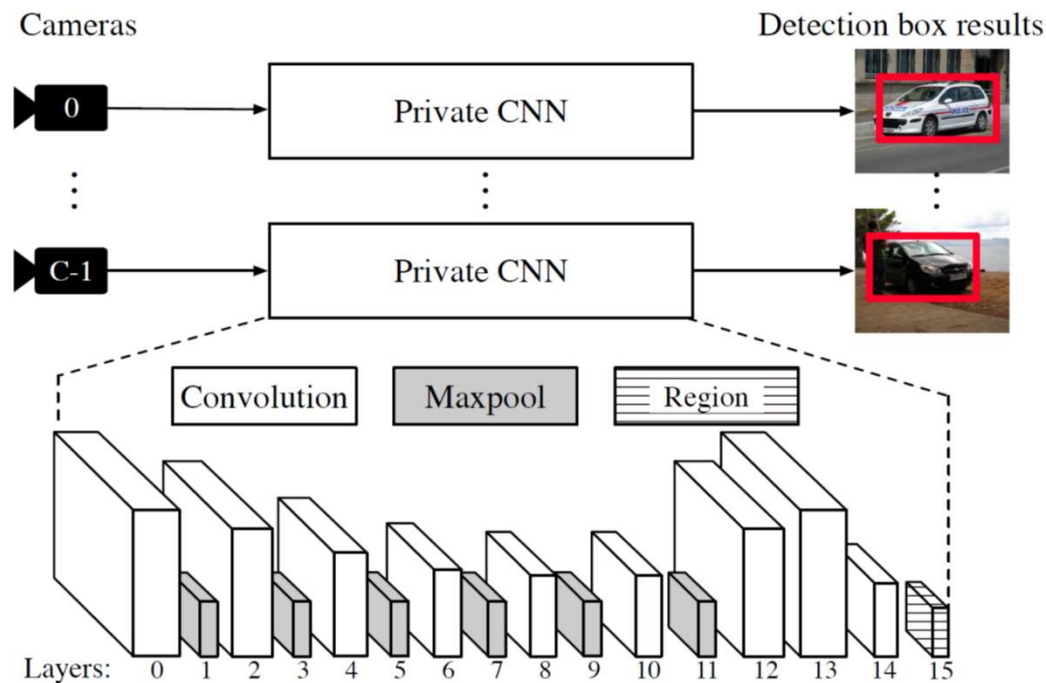 Cameras
Detection box results
0
Private CNN
POLICE
C-1
Private CNN
Convolution
Maxpool
Region
Layers: 0 1 2 3 4 5 6 7 8 9 10 11 12 13 14 15